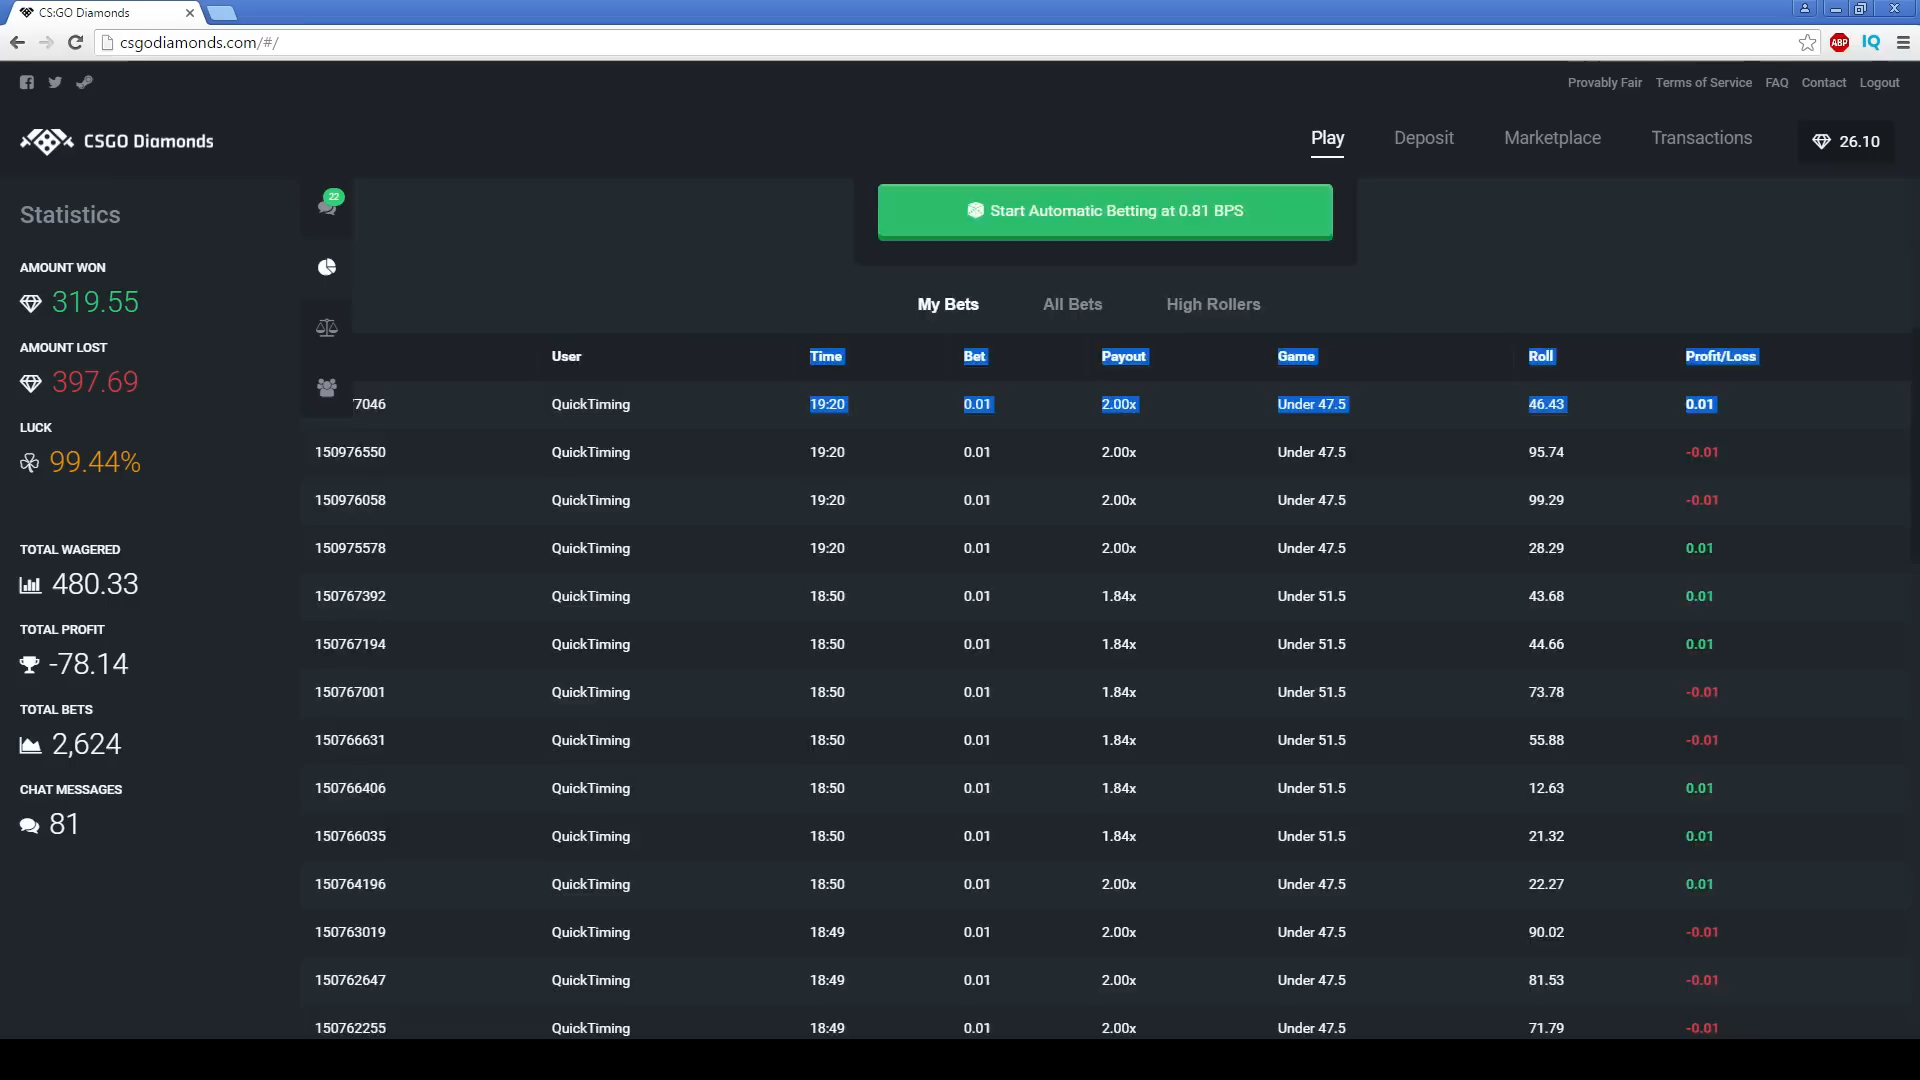 CS:GO Diamonds
csgodiamonds.com/#/
ABP IQ
Provably Fair Terms of Service FAQ Contact Logout
CSGO Diamonds
Play Deposit Marketplace Transactions 26.10
Statistics
22
Start Automatic Betting at 0.81 BPS
AMOUNT WON
319.55
My Bets All Bets High Rollers
AMOUNT LOST
397.69
LUCK
99.44%
TOTAL WAGERED
480.33
TOTAL PROFIT
-78.14
TOTAL BETS
2,624
CHAT MESSAGES
81
User Time Bet Payout Game Roll Profit/Loss
7046 QuickTiming 19:20 0.01 2.00x Under 47.5 46.43 0.01
150976550 QuickTiming 19:20 0.01 2.00x Under 47.5 95.74 -0.01
150976058 QuickTiming 19:20 0.01 2.00x Under 47.5 99.29 -0.01
150975578 QuickTiming 19:20 0.01 2.00x Under 47.5 28.29 0.01
150767392 QuickTiming 18:50 0.01 1.84x Under 51.5 43.68 0.01
150767194 QuickTiming 18:50 0.01 1.84x Under 51.5 44.66 0.01
150767001 QuickTiming 18:50 0.01 1.84x Under 51.5 73.78 -0.01
150766631 QuickTiming 18:50 0.01 1.84x Under 51.5 55.88 -0.01
150766406 QuickTiming 18:50 0.01 1.84x Under 51.5 12.63 0.01
150766035 QuickTiming 18:50 0.01 1.84x Under 51.5 21.32 0.01
150764196 QuickTiming 18:50 0.01 2.00x Under 47.5 22.27 0.01
150763019 QuickTiming 18:49 0.01 2.00x Under 47.5 90.02 -0.01
150762647 QuickTiming 18:49 0.01 2.00x Under 47.5 81.53 -0.01
150762255 QuickTiming 18:49 0.01 2.00x Under 47.5 71.79 -0.01